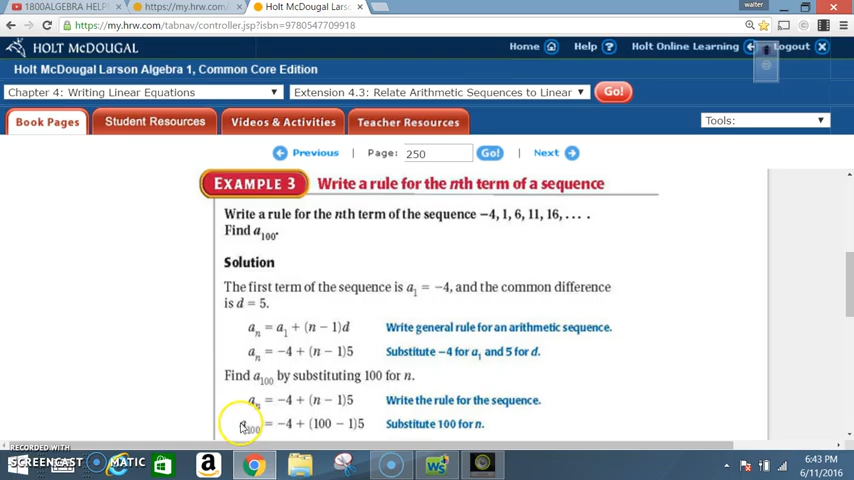 1800ALGEBRA HELP
https://my.hrw.com/tabna
Holt McDougal Larson Al
walter
https://my.hrw.com/tabnav/controller.jsp?isbn=9780547709918
HOLT MCDOUGAL
Home
Help
Holt Online Learning
Logout
Holt McDougal Larson Algebra 1, Common Core Edition
Chapter 4: Writing Linear Equations
Extension 4.3: Relate Arithmetic Sequences to Linear
Go!
Book Pages
Student Resources
Videos & Activities
Teacher Resources
Tools:
Previous | Page: 250 Go! | Next
EXAMPLE 3 Write a rule for the nth term of a sequence
Write a rule for the nth term of the sequence −4, 1, 6, 11, 16, . . . .
Find a₁₀₀.
Solution
The first term of the sequence is a₁ = −4, and the common difference
is d = 5.
aₙ = a₁ + (n − 1)d Write general rule for an arithmetic sequence.
aₙ = −4 + (n − 1)5 Substitute −4 for a₁ and 5 for d.
Find a₁₀₀ by substituting 100 for n.
aₙ = −4 + (n − 1)5 Write the rule for the sequence.
a₁₀₀ = −4 + (100 − 1)5 Substitute 100 for n.
RECORDED WITH
SCREENCAST MATIC
6:43 PM
6/11/2016